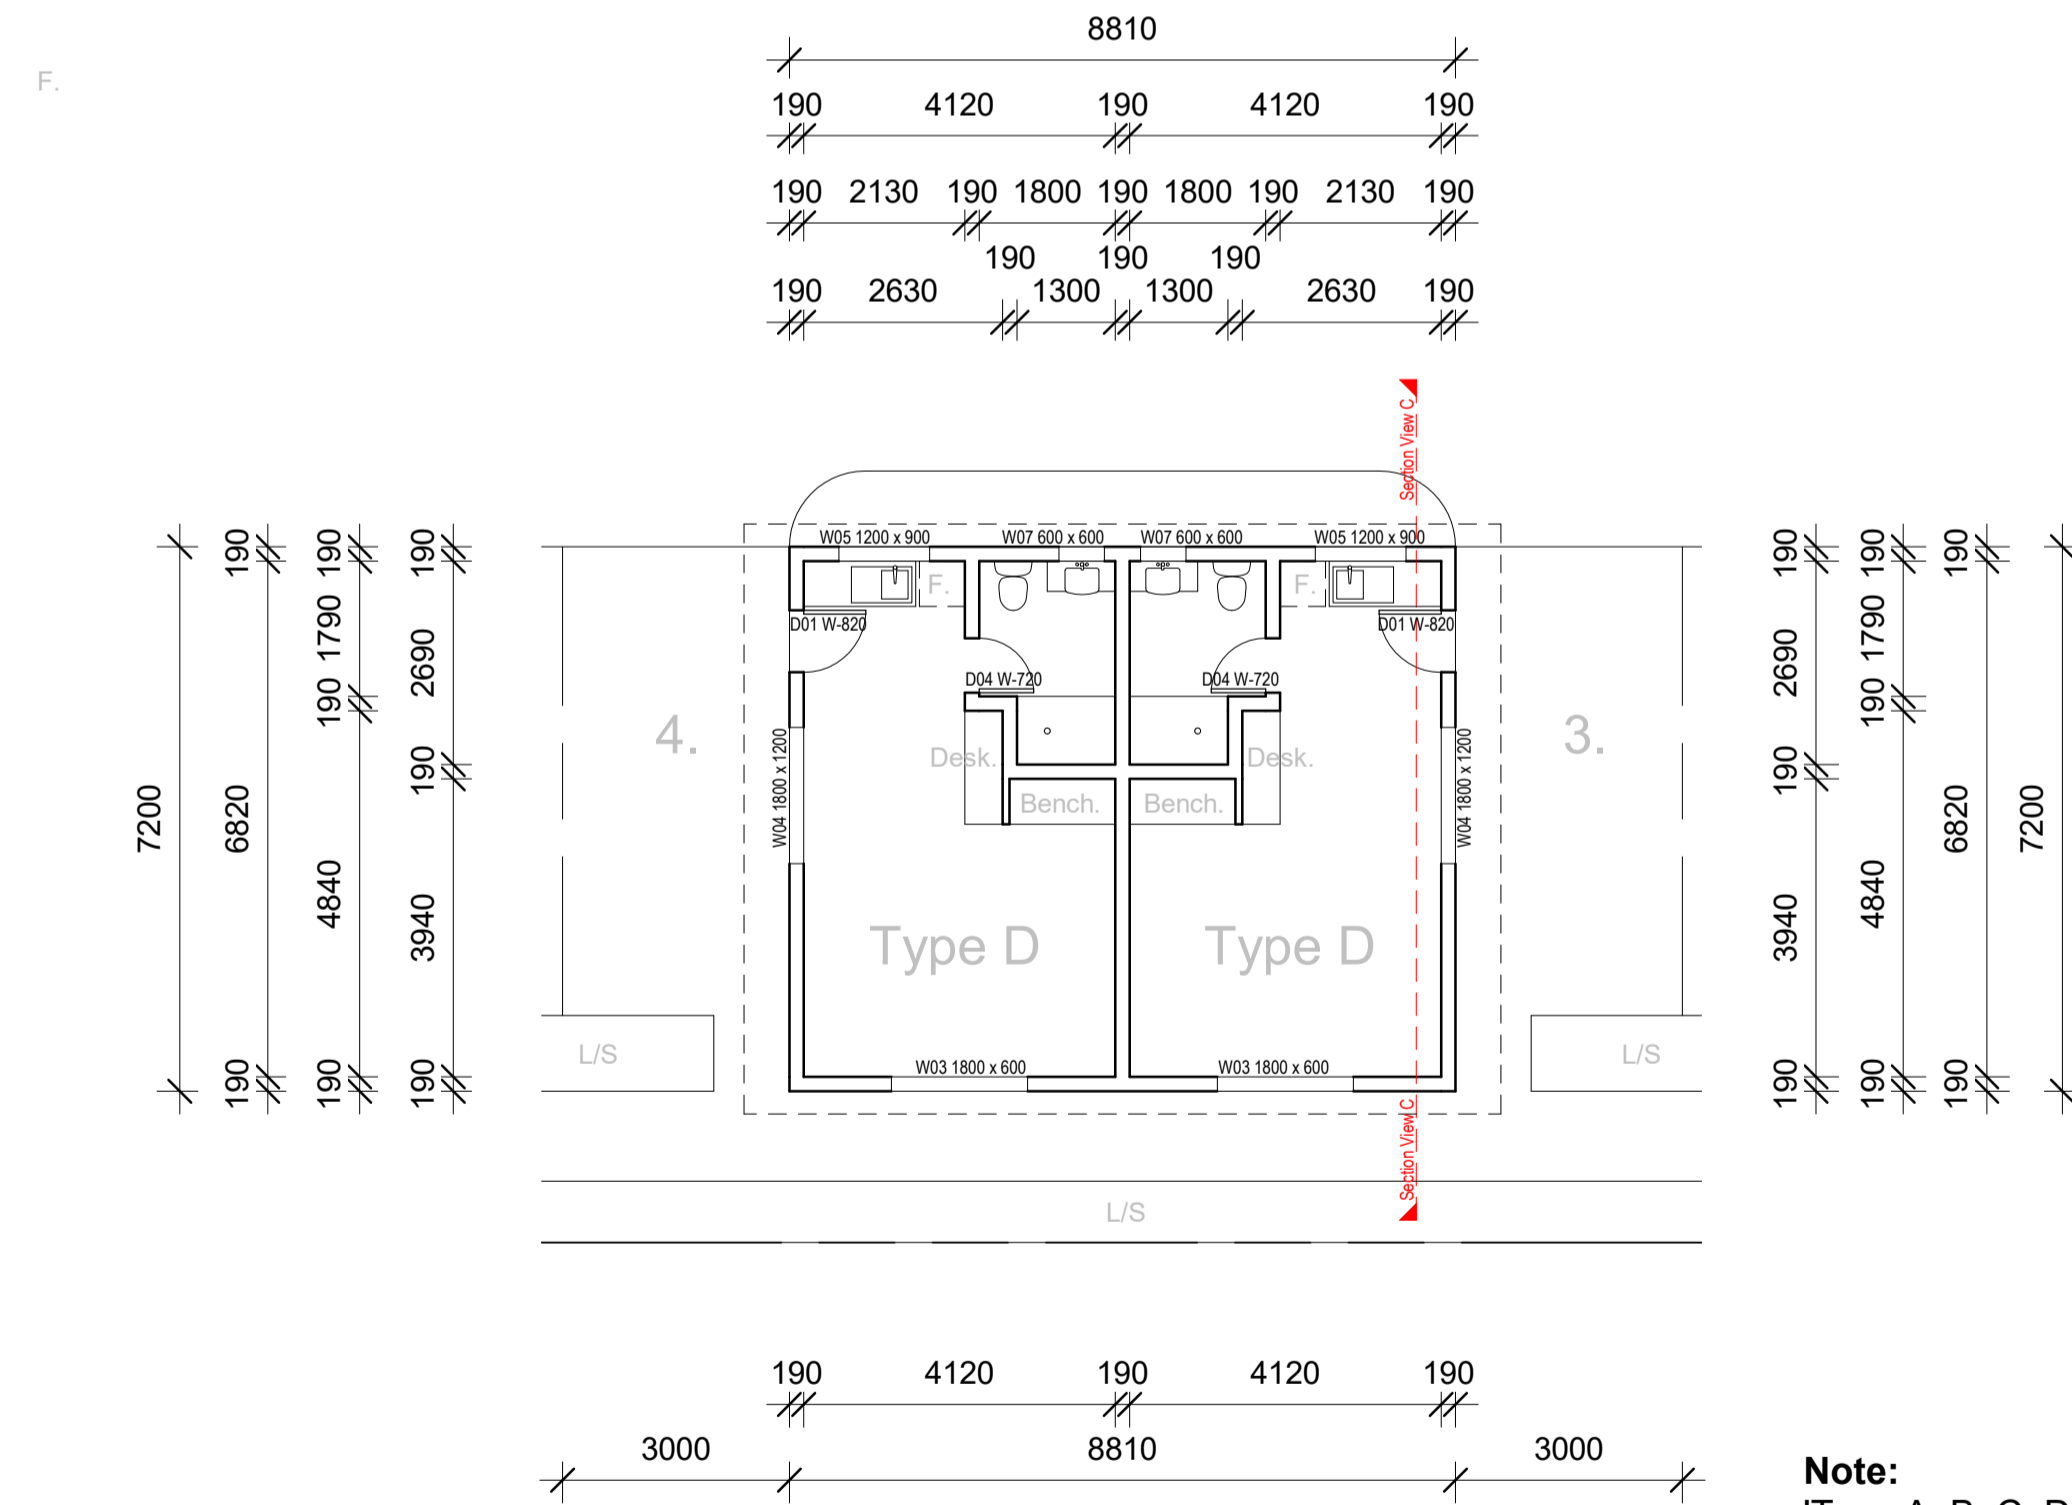 8810
F.
190 4120 190 4120 190
190 2130 190 1800 190 1800 190 2130 190
190 190 190
190 2630 1300 1300 2630 190
Section View C
W05 1200 x 900 W07 600 x 600 W07 600 x 600 W05 1200 x 900
F. F.
D01 W-820 D01 W-820
D04 W-720 D04 W-720
4. 3.
Desk. Desk.
Bench. Bench.
W04 1800 x 1200 W04 1800 x 1200
Type D Type D
W03 1800 x 600 W03 1800 x 600
L/S L/S
Section View C
L/S
7200
190 6820 190
190 1790 190 4840 190
190 2690 190 3940 190
190 2690 190 3940 190
190 1790 190 4840 190
190 6820 190
7200
190 4120 190 4120 190
3000 8810 3000
Note: